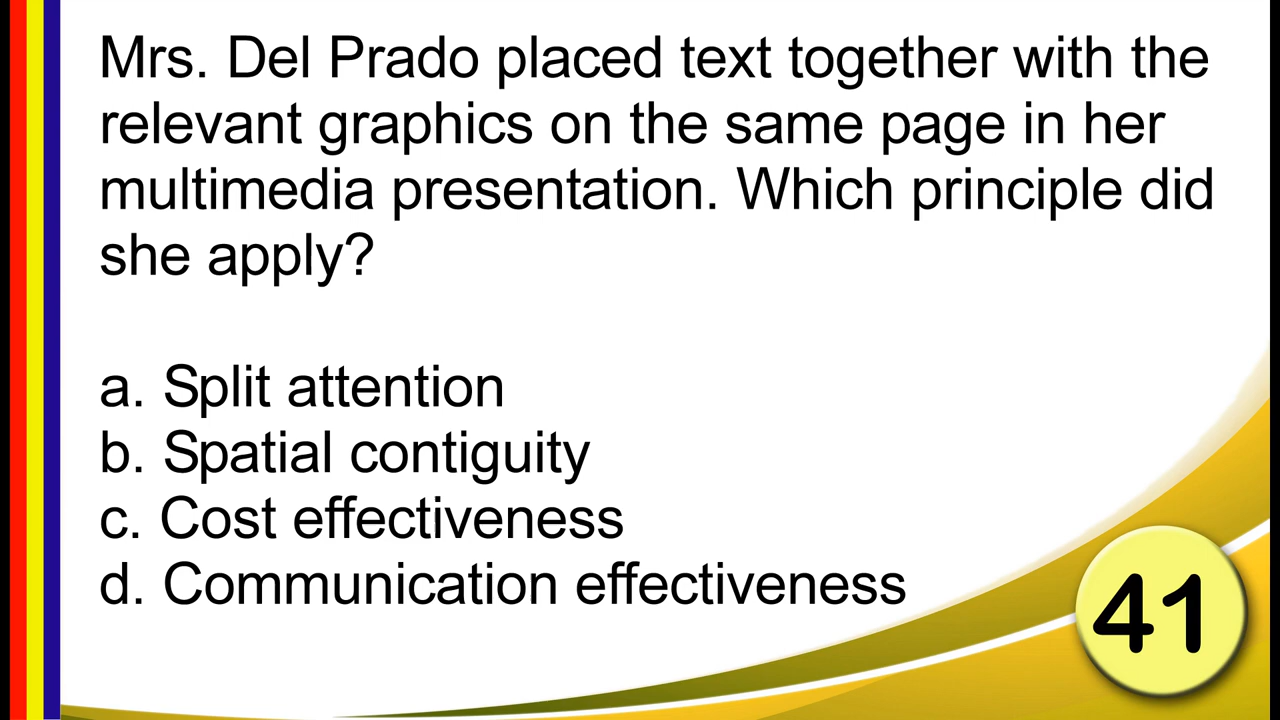 Mrs. Del Prado placed text together with the
relevant graphics on the same page in her
multimedia presentation. Which principle did
she apply?
a. Split attention
b. Spatial contiguity
c. Cost effectiveness
d. Communication effectiveness
41